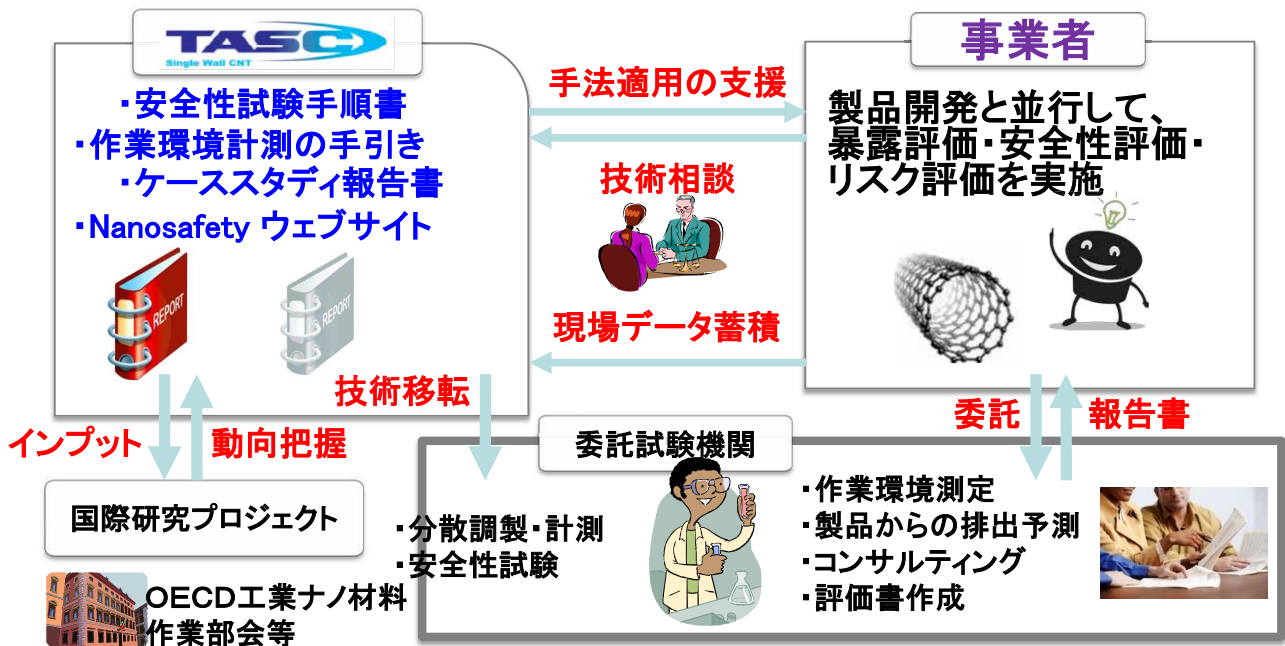 TASC
Single Wall CNT
・安全性試験手順書
・作業環境計測の手引き
・ケーススタディ報告書
・Nanosafety ウェブサイト
REPORT
REPORT
手法適用の支援
技術相談
現場データ蓄積
事業者
製品開発と並行して、
暴露評価・安全性評価・
リスク評価を実施
技術移転
インプット
動向把握
委託
報告書
国際研究プロジェクト
OECD工業ナノ材料
作業部会等
委託試験機関
・分散調製・計測
・安全性試験
・作業環境測定
・製品からの排出予測
・コンサルティング
・評価書作成